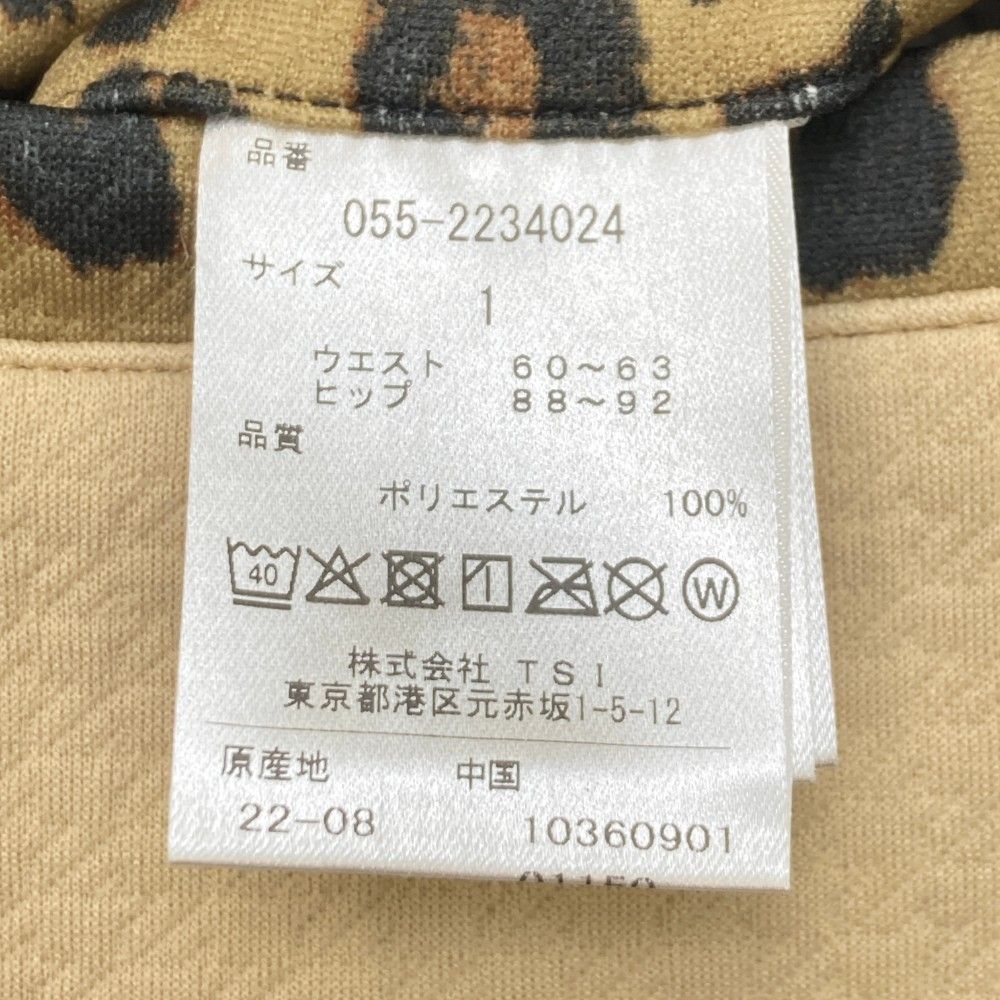 品番
055-2234024
サイズ
1
ウエスト 60～63
ヒップ 88～92
品質
ポリエステル 100%
40 W
株式会社 TSI
東京都港区元赤坂1-5-12
原産地 中国
22-08 10360901